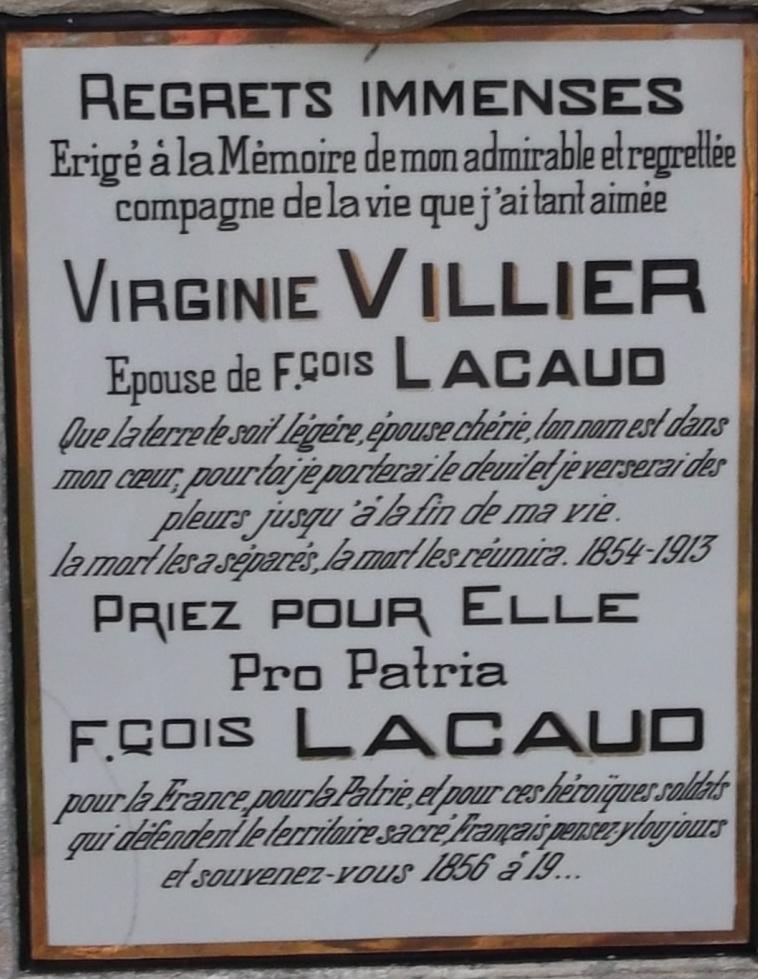 REGRETS IMMENSES
Erigé á la Mémoire de mon admirable et regrettée
compagne de la vie que j'ai tant aimée
VIRGINIE VILLIER
Epouse de F.çOIS LACAUD
Que la terre te soit légére, épouse chérie, ton nom est dans
mon cœur; pour toi je porterai le deuil et je verserai des
pleurs jusqu'á la fin de ma vie.
la mort les a séparés, la mort les réunira. 1854-1913
PRIEZ POUR ELLE
Pro Patria
F.çOIS LACAUD
pour la France, pour la Patrie, et pour ces héroïques soldats
qui défendent le territoire sacré, Français pensez-y toujours
et souvenez-vous 1856 á 19...